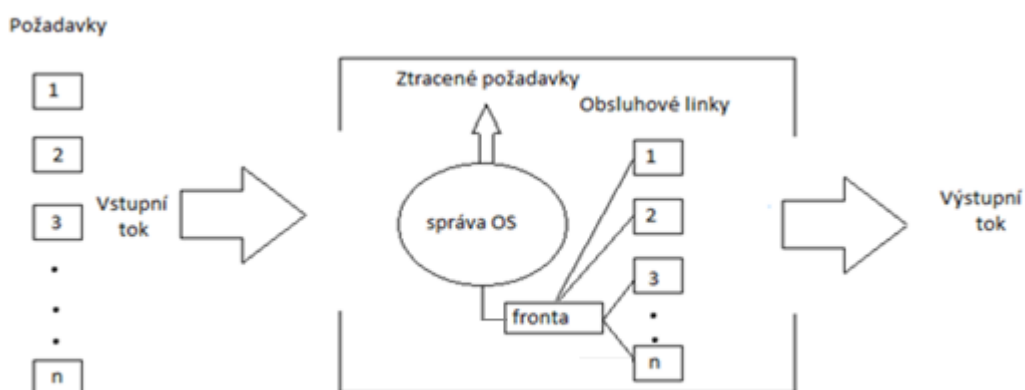 Požadavky
1
2
3
n
Vstupní
tok
Ztracené požadavky
správa OS
fronta
Obsluhové linky
1
2
3
n
Výstupní
tok